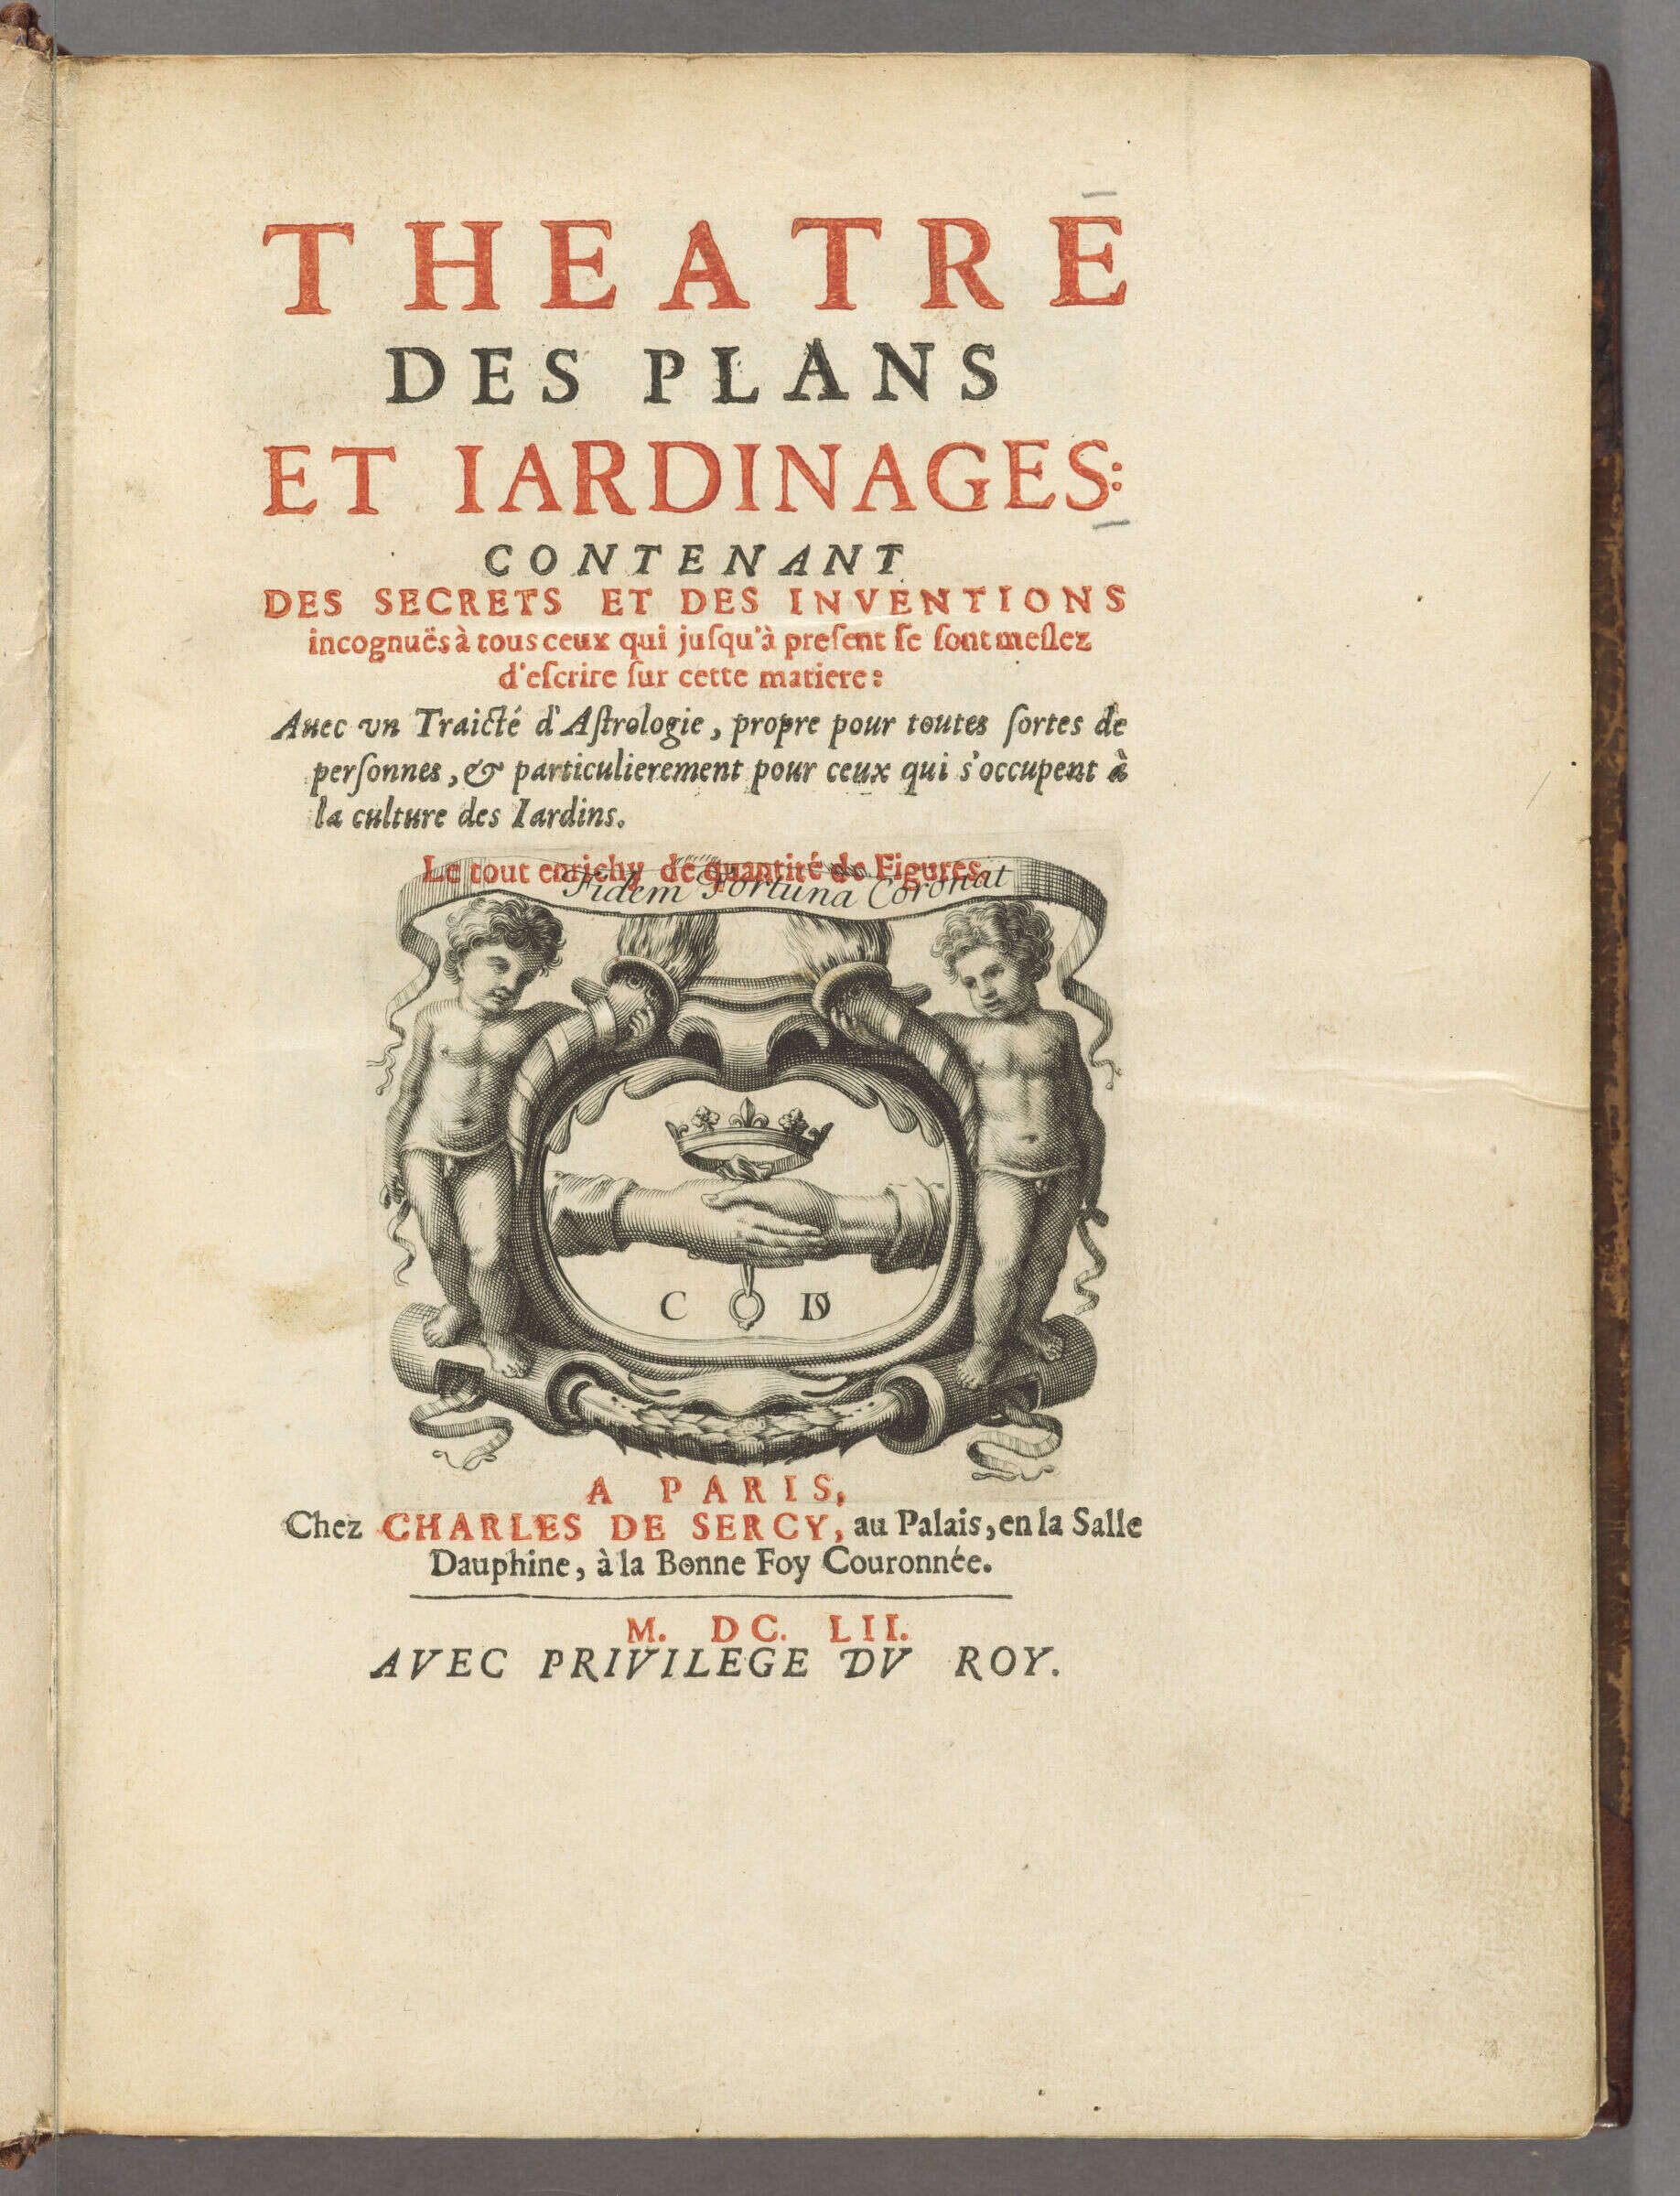 THEATRE
DES PLANS
ET IARDINAGES:
CONTENANT
DES SECRETS ET DES INVENTIONS
incognuës à tous ceux qui juſqu'à preſent ſe ſont meſlez
d'eſcrire ſur cette matiere:
Auec vn Traicté d'Aſtrologie, propre pour toutes ſortes de
perſonnes, & particulierement pour ceux qui s'occupent à
la culture des Iardins.
Le tout enrichy de quantité de Figures.
Fidem Fortuna Coronat
C DS
A PARIS,
Chez CHARLES DE SERCY, au Palais, en la Salle
Dauphine, à la Bonne Foy Couronnée.
M. DC. LII.
AVEC PRIVILEGE DV ROY.